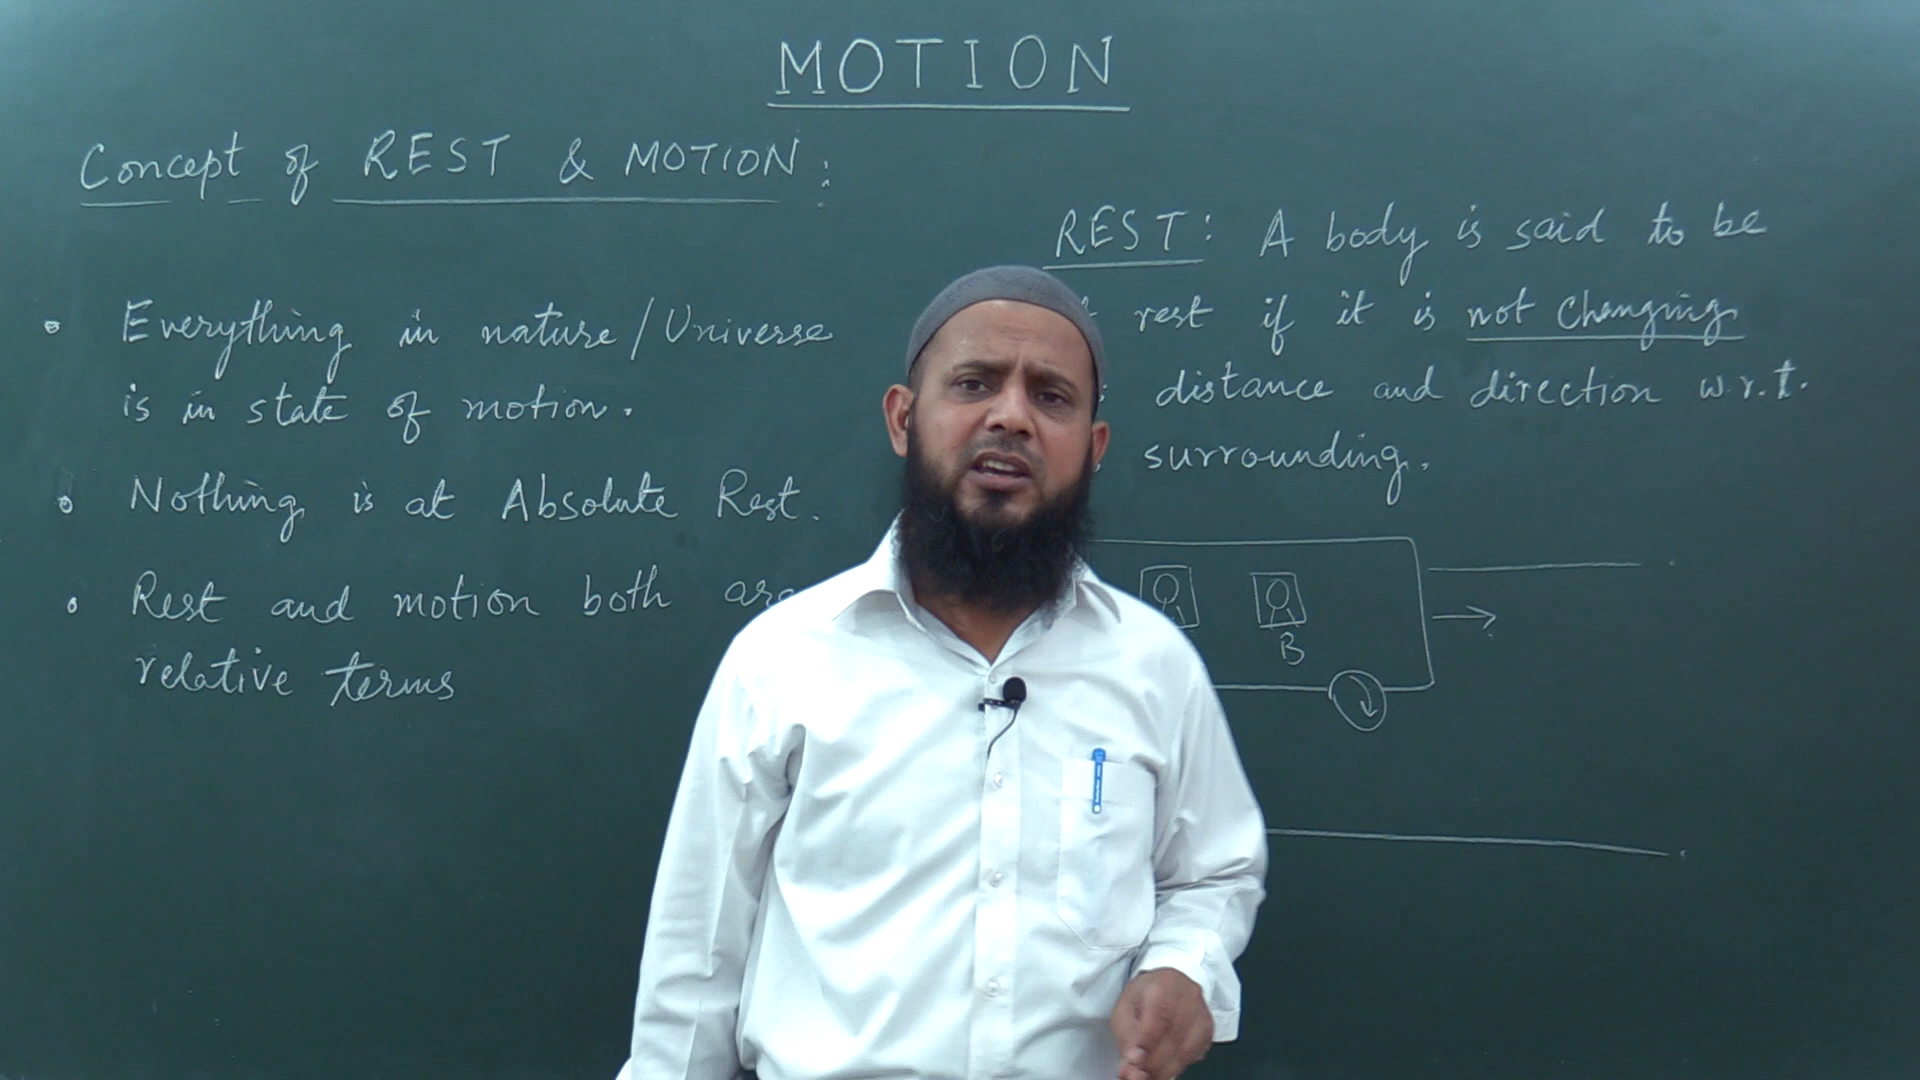 MOTION
Concept of REST & MOTION:
• Everything in nature/Universe
is in state of motion.
• Nothing is at Absolute Rest.
• Rest and motion both are
relative terms
REST: A body is said to be
rest if it is not changing
distance and direction w.r.t.
surrounding.
B